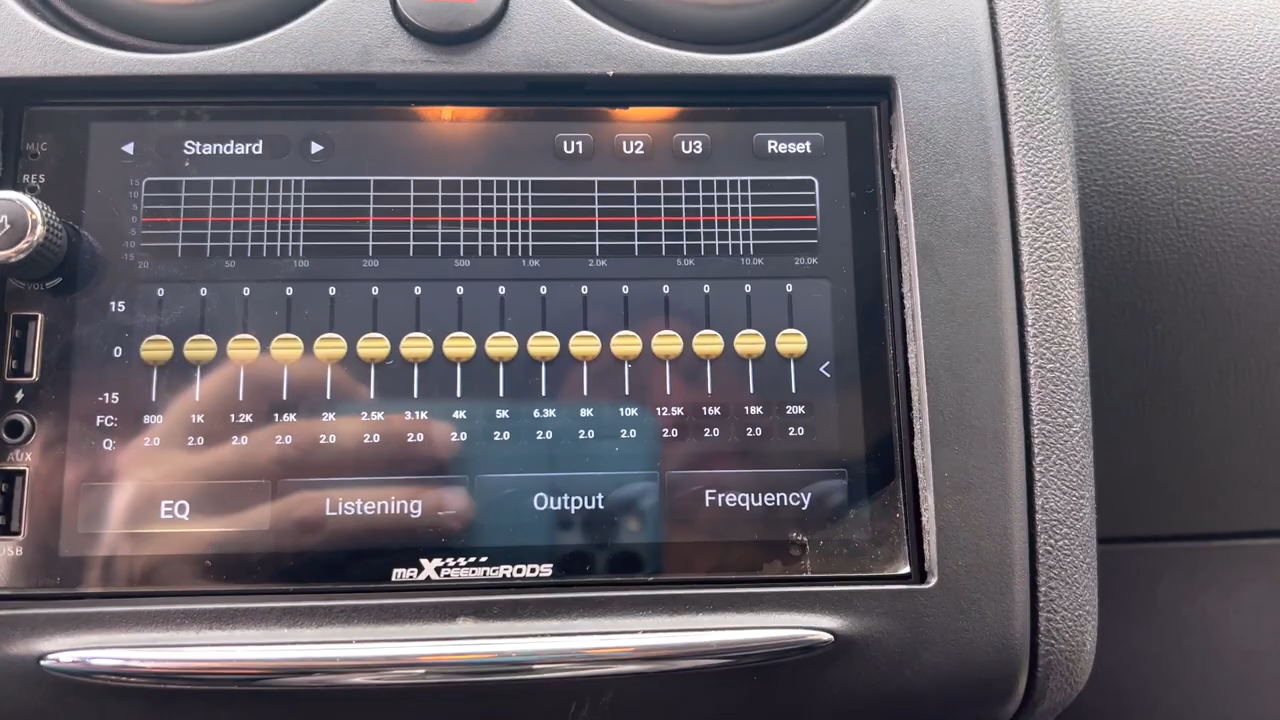 MIC
RES
VOL
AUX
USB
Standard U1 U2 U3 Reset
15
10
5
0
-5
-10
-15
20 50 100 200 500 1.0K 2.0K 5.0K 10.0K 20.0K
0 0 0 0 0 0 0 0 0 0 0 0 0 0 0 0
15
0
-15
FC: 800 1K 1.2K 1.6K 2K 2.5K 3.1K 4K 5K 6.3K 8K 10K 12.5K 16K 18K 20K
Q: 2.0 2.0 2.0 2.0 2.0 2.0 2.0 2.0 2.0 2.0 2.0 2.0 2.0 2.0 2.0 2.0
EQ Listening Output Frequency
maXpeedingRODS